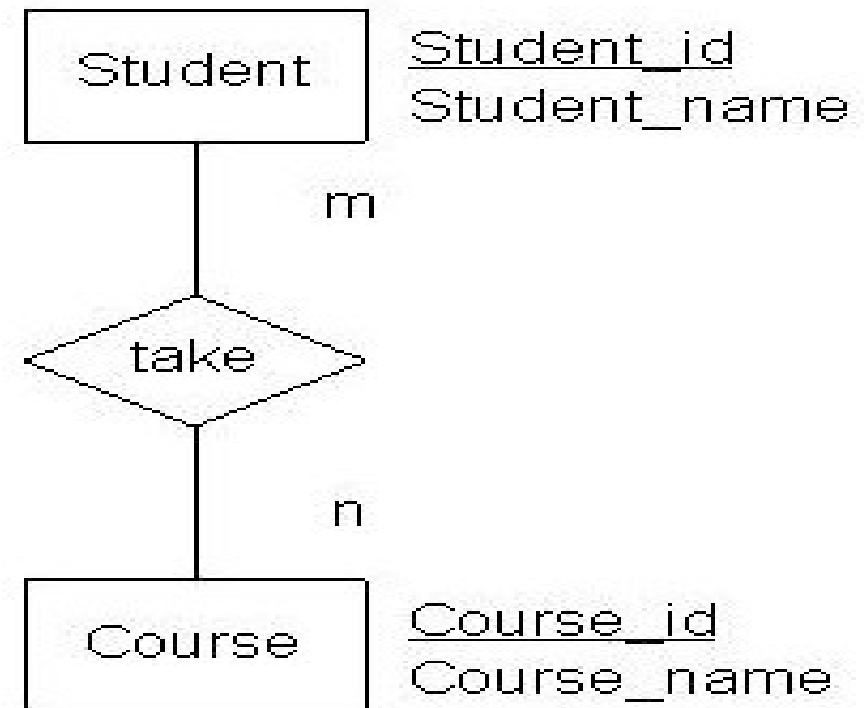 Student
Student_id
Student_name
m
take
n
Course
Course_id
Course_name